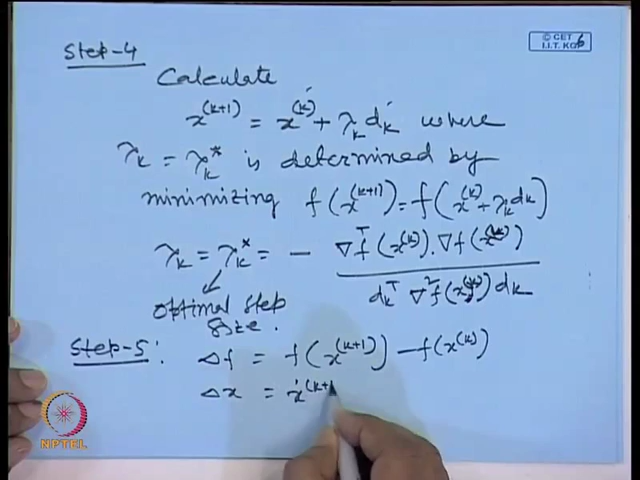 © CET
I.I.T. KGP
6
Step-4
Calculate
x^(k+1) = x^(k) + λ_k d_k where
λ_k = λ_k^* is determined by
minimizing f(x^(k+1)) = f(x^(k) + λ_k d_k)
λ_k = λ_k^* = − ∇^T f(x^(k)) . ∇f(x^(k)) / d_k^T ∇²f(x^(k)) d_k
optimal step
size.
Step-5: Δf = f(x^(k+1)) − f(x^(k))
Δx = x^(k+
NPTEL